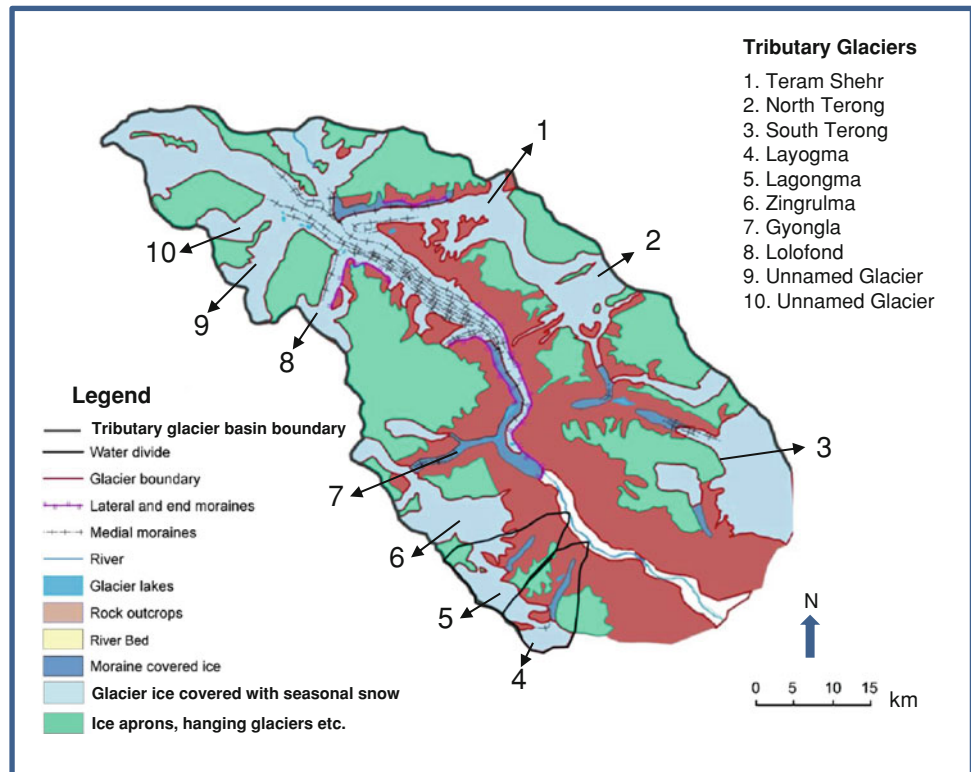 Tributary Glaciers
1. Teram Shehr
2. North Terong
3. South Terong
4. Layogma
5. Lagongma
6. Zingrulma
7. Gyongla
8. Lolofond
9. Unnamed Glacier
10. Unnamed Glacier
1
2
10
9
8
3
7
6
5
4
Legend
Tributary glacier basin boundary
Water divide
Glacier boundary
Lateral and end moraines
Medial moraines
River
Glacier lakes
Rock outcrops
River Bed
Moraine covered ice
Glacier ice covered with seasonal snow
Ice aprons, hanging glaciers etc.
N
0 5 10 15
km